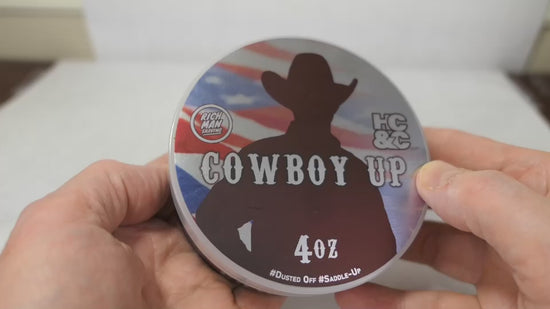 RICH
MAN
SHAVING
HC
&C
COWBOY UP
4oz
#Dusted Off #Saddle-Up